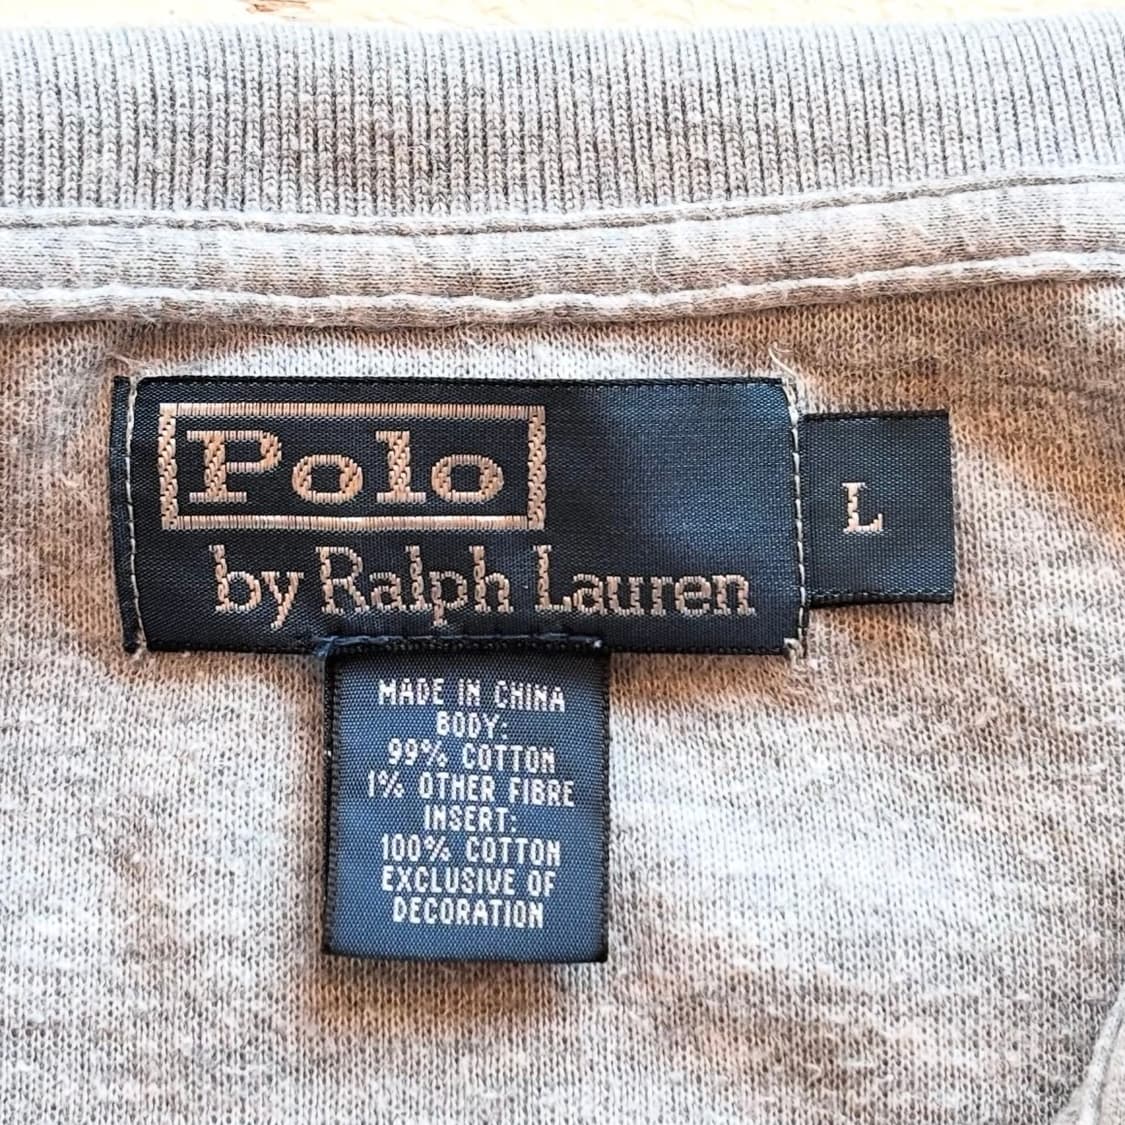 Polo
by Ralph Lauren
L
MADE IN CHINA
BODY:
99% COTTON
1% OTHER FIBRE
INSERT:
100% COTTON
EXCLUSIVE OF
DECORATION